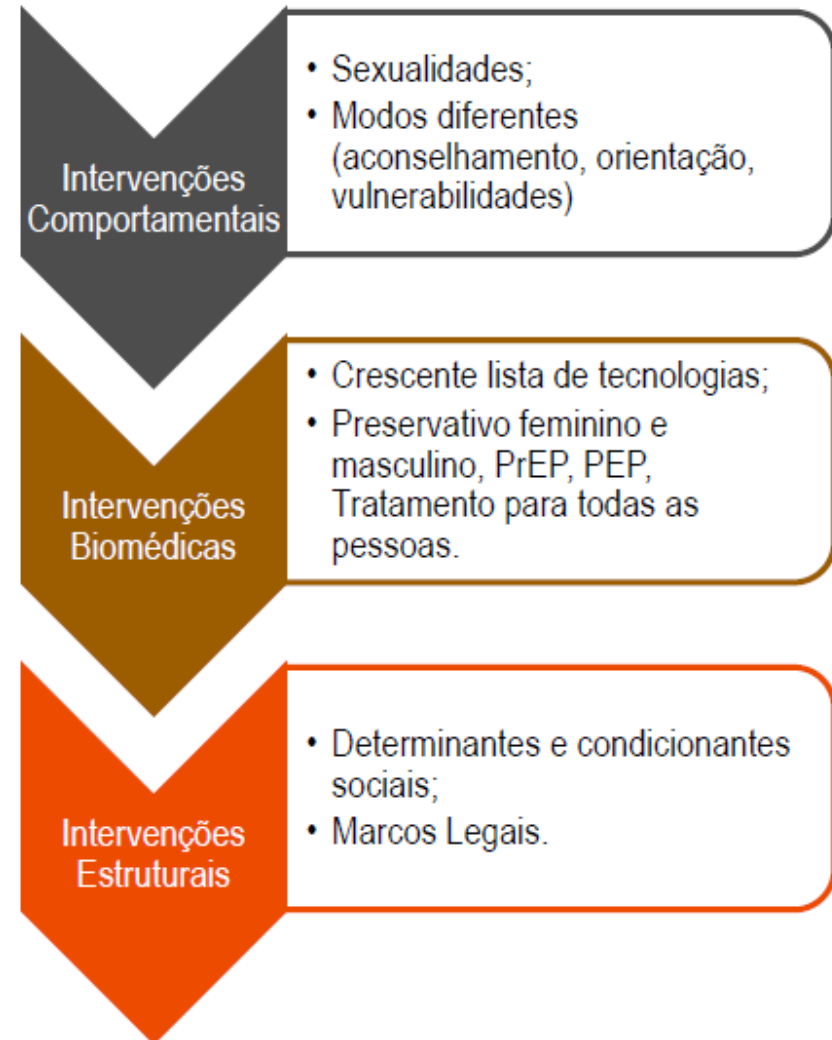 Intervenções
Comportamentais
• Sexualidades;
• Modos diferentes
(aconselhamento, orientação,
vulnerabilidades)
Intervenções
Biomédicas
• Crescente lista de tecnologias;
• Preservativo feminino e
masculino, PrEP, PEP,
Tratamento para todas as
pessoas.
Intervenções
Estruturais
• Determinantes e condicionantes
sociais;
• Marcos Legais.